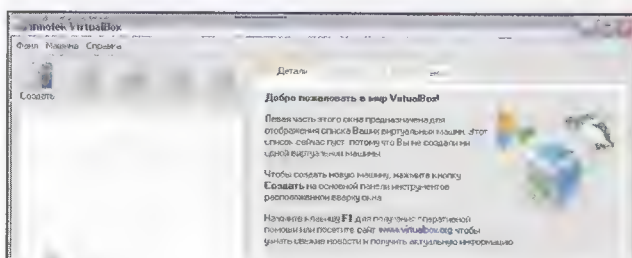 innotek VirtualBox
Файл Машина Справка
Создать
Детали
Добро пожаловать в мир VirtualBox!
Левая часть этого окна предназначена для
отображения списка Ваших виртуальных машин. Этот
список сейчас пуст, потому что Вы не создали ни
одной виртуальной машины
Чтобы создать новую машину, нажмите кнопку
Создать на основной панели инструментов
расположенной вверху окна
Нажмите клавишу F1 для получения оперативной
помощи или посетите сайт www.virtualbox.org чтобы
узнать свежие новости и получить актуальную информацию